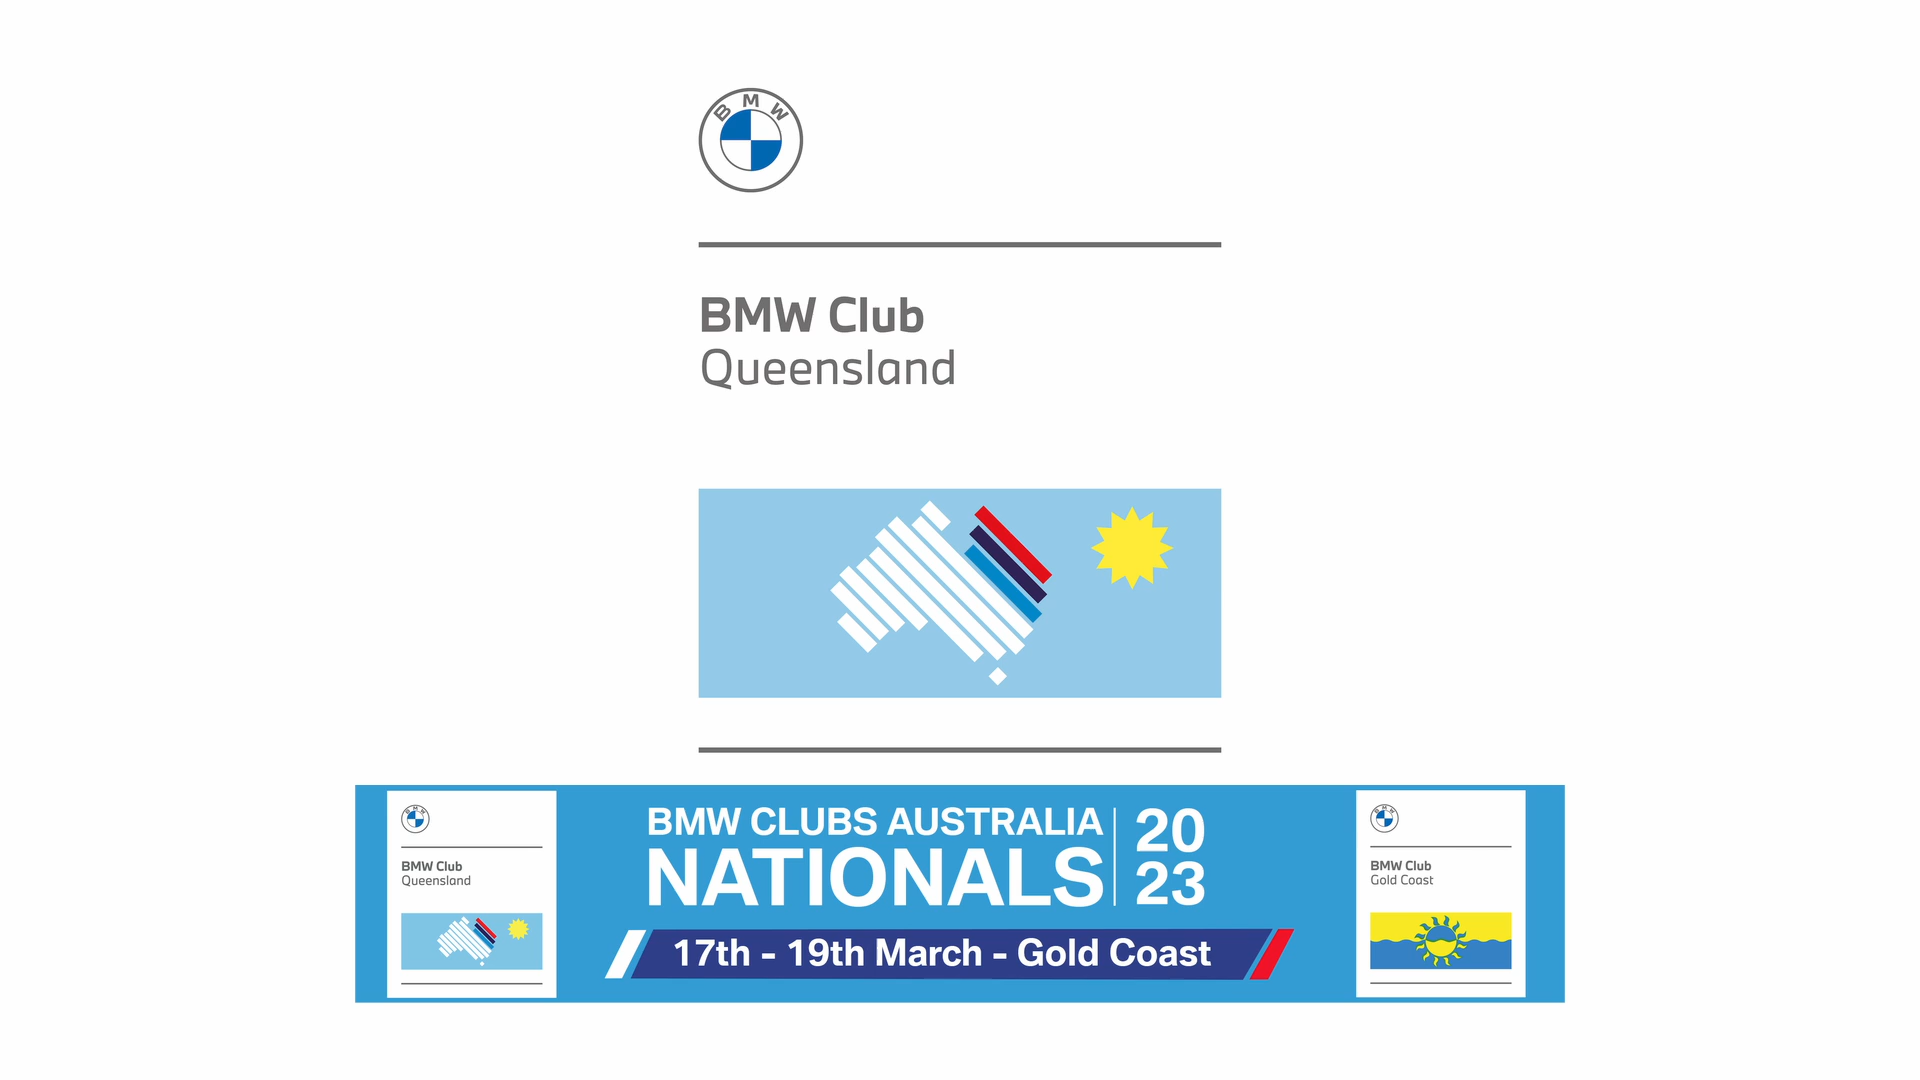 BMW
BMW Club
Queensland
BMW
BMW Club
Queensland
BMW CLUBS AUSTRALIA
NATIONALS
20
23
17th - 19th March - Gold Coast
BMW
BMW Club
Gold Coast